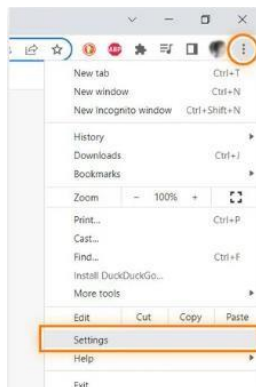 ABP
New tab Ctrl+T
New window Ctrl+N
New Incognito window Ctrl+Shift+N
History
Downloads Ctrl+J
Bookmarks
Zoom - 100% +
Print... Ctrl+P
Cast...
Find... Ctrl+F
Install DuckDuckGo...
More tools
Edit Cut Copy Paste
Settings
Help
Exit